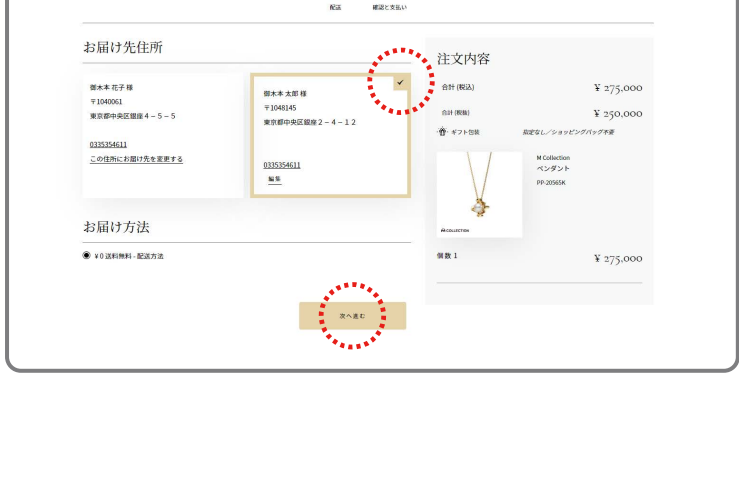 配送 確認と支払い
お届け先住所
御木本 花子 様
〒1040061
東京都中央区銀座４－５－５
0335354611
この住所にお届け先を変更する
御木本 太郎 様
〒1048145
東京都中央区銀座２－４－１２
0335354611
編集
お届け方法
¥ 0 送料無料 - 配送方法
次へ進む
注文内容
合計 (税込) ¥ 275,000
合計 (税抜) ¥ 250,000
ギフト包装 指定なし／ショッピングバッグ不要
M COLLECTION
M Collection
ペンダント
PP-20565K
個数 1 ¥ 275,000